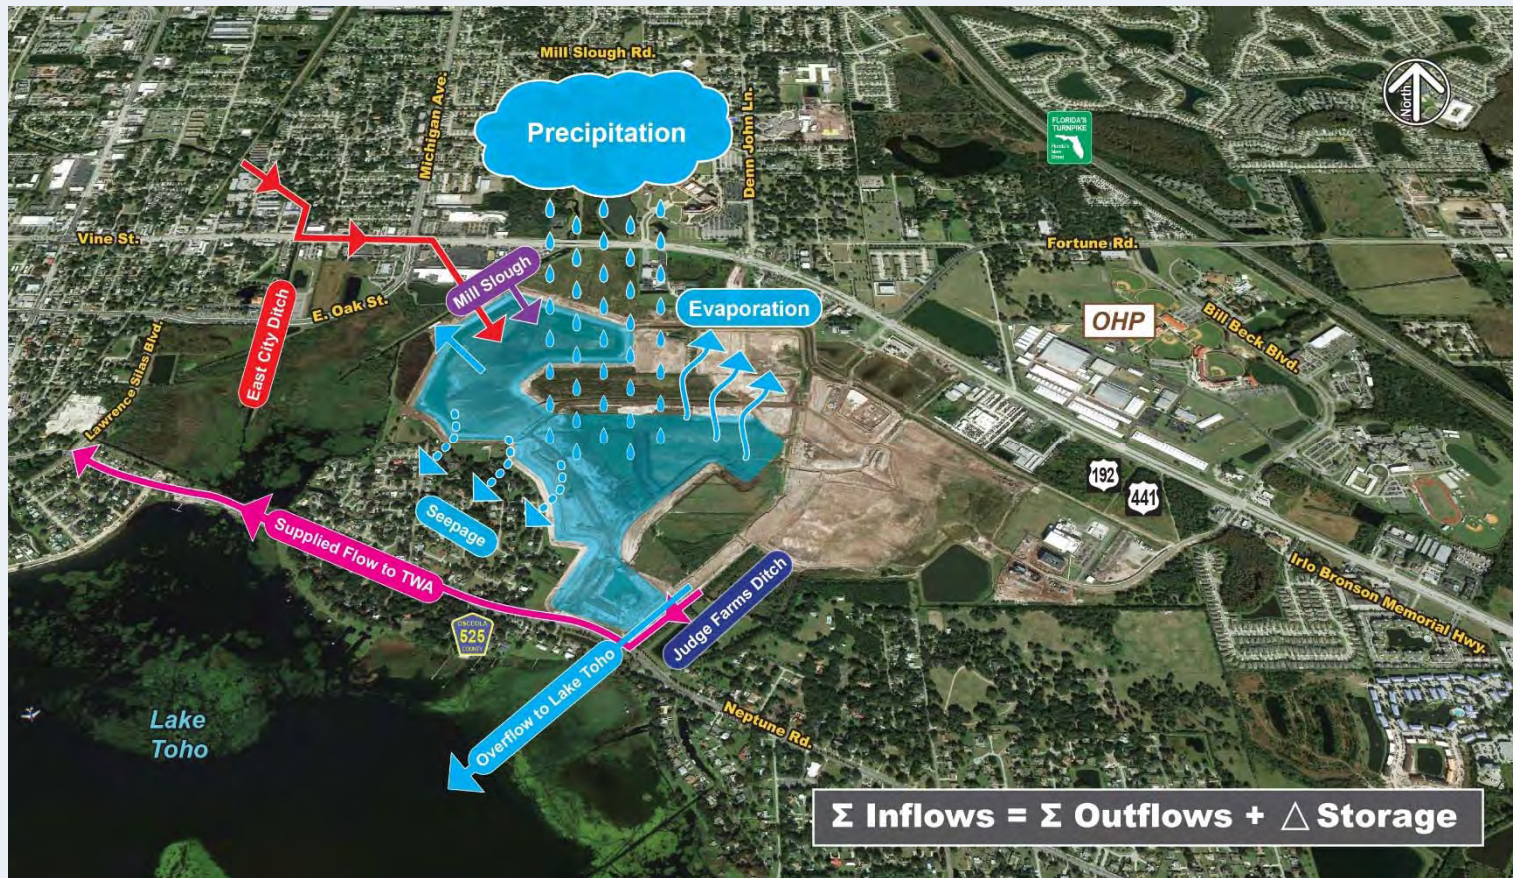 Mill Slough Rd.
Michigan Ave.
Precipitation
Denn John Ln.
FLORIDA'S
TURNPIKE
North
Vine St.
Fortune Rd.
Mill Slough
East City Ditch
E. Oak St.
Evaporation
OHP
Bill Beck Blvd.
Lawrence Silas Blvd.
192
441
Seepage
Supplied Flow to TWA
Judge Farms Ditch
Irlo Bronson Memorial Hwy.
OSCEOLA
525
COUNTY
Overflow to Lake Toho
Neptune Rd.
Lake
Toho
Σ Inflows = Σ Outflows + △ Storage